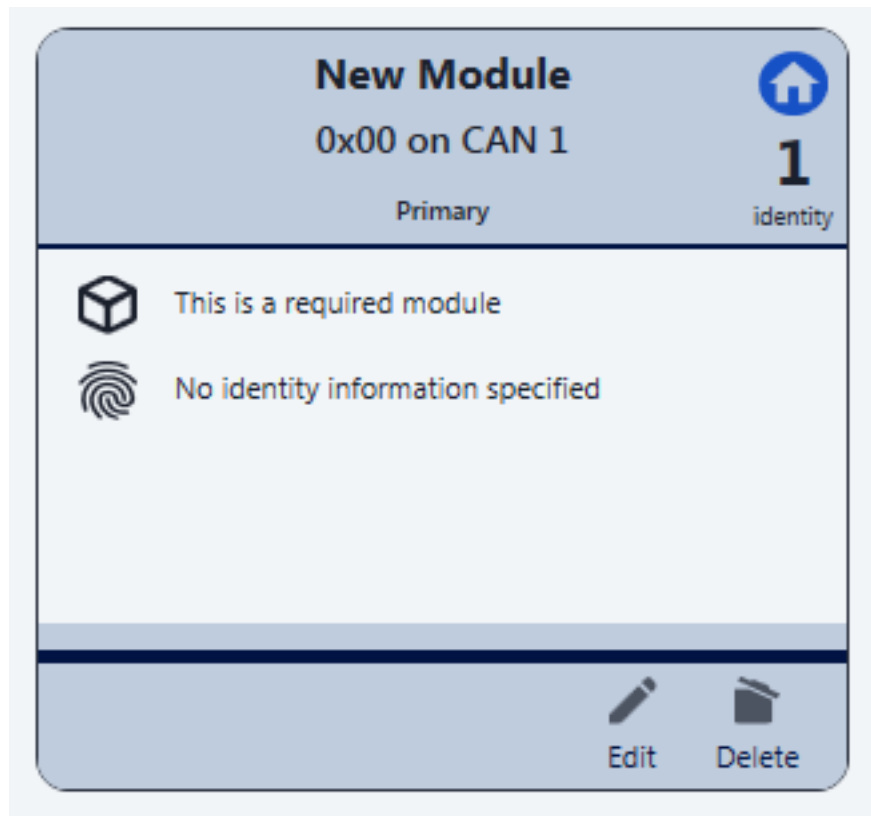 New Module
0x00 on CAN 1
1
Primary
identity
This is a required module
No identity information specified
Edit
Delete